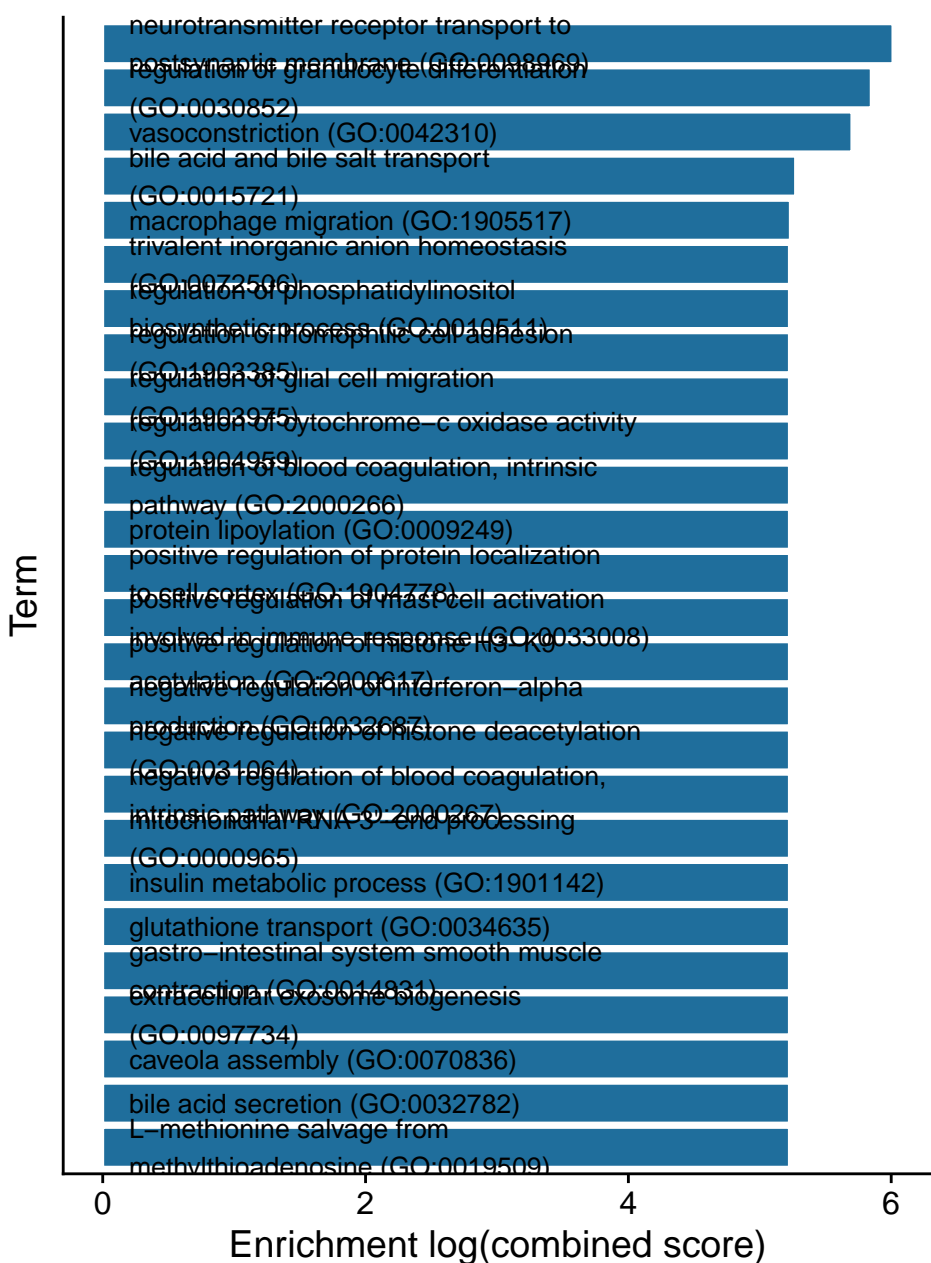 neurotransmitter receptor transport to
postsynaptic membrane (GO:0098969)
regulation of granulocyte differentiation
(GO:0030852)
vasoconstriction (GO:0042310)
bile acid and bile salt transport
(GO:0015721)
macrophage migration (GO:1905517)
trivalent inorganic anion homeostasis
(GO:0072506)
regulation of phosphatidylinositol
biosynthetic process (GO:0010511)
regulation of homophilic cell adhesion
(GO:1903385)
regulation of glial cell migration
(GO:1903975)
regulation of cytochrome−c oxidase activity
(GO:1904959)
regulation of blood coagulation, intrinsic
pathway (GO:2000266)
protein lipoylation (GO:0009249)
positive regulation of protein localization
to cell cortex (GO:1904778)
positive regulation of mast cell activation
involved in immune response (GO:0033008)
positive regulation of histone H3−K9
acetylation (GO:2000617)
negative regulation of interferon−alpha
production (GO:0032687)
negative regulation of histone deacetylation
(GO:0031064)
negative regulation of blood coagulation,
intrinsic pathway (GO:2000267)
mitochondrial RNA 3'−end processing
(GO:0000965)
insulin metabolic process (GO:1901142)
glutathione transport (GO:0034635)
gastro−intestinal system smooth muscle
contraction (GO:0014831)
extracellular exosome biogenesis
(GO:0097734)
caveola assembly (GO:0070836)
bile acid secretion (GO:0032782)
L−methionine salvage from
methylthioadenosine (GO:0019509)
Term
0 2 4 6
Enrichment log(combined score)